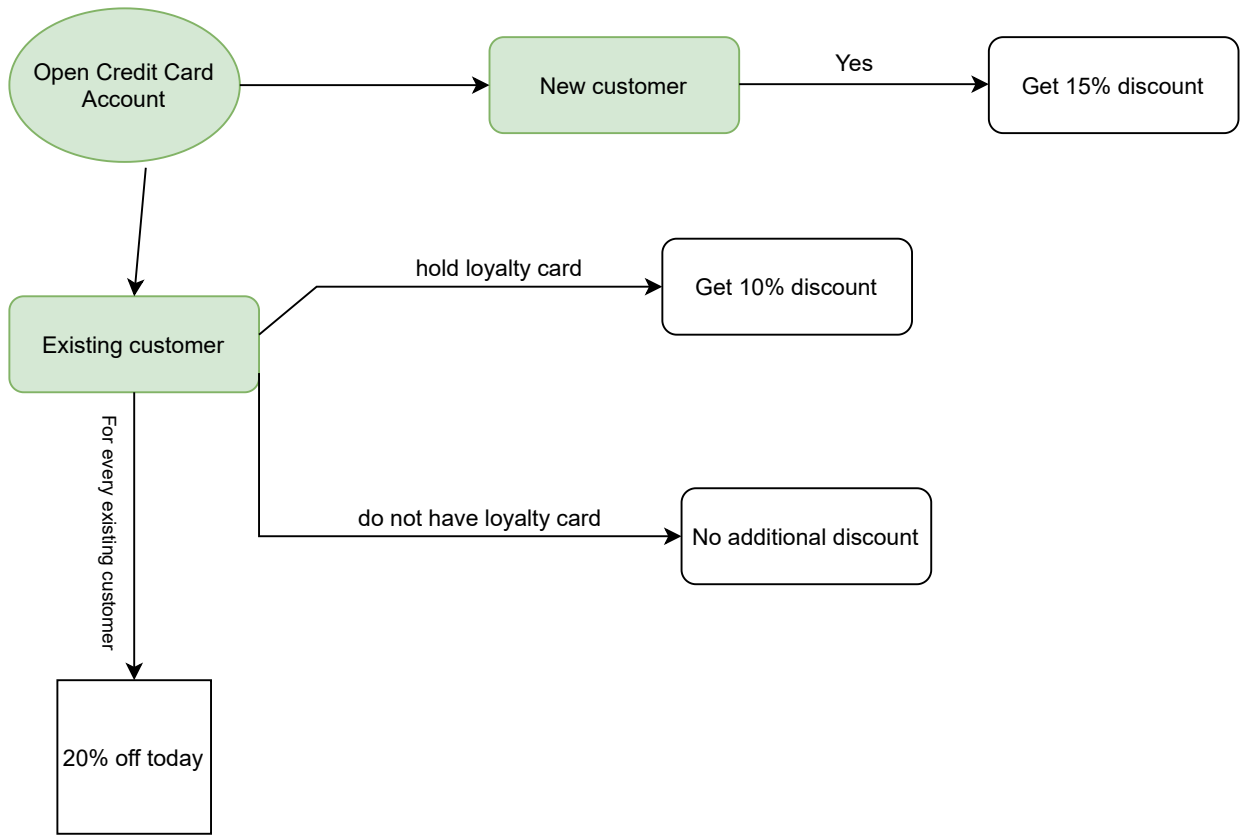 Open Credit Card
Account
New customer
Yes
Get 15% discount
hold loyalty card
Get 10% discount
Existing customer
For every existing customer
do not have loyalty card
No additional discount
20% off today